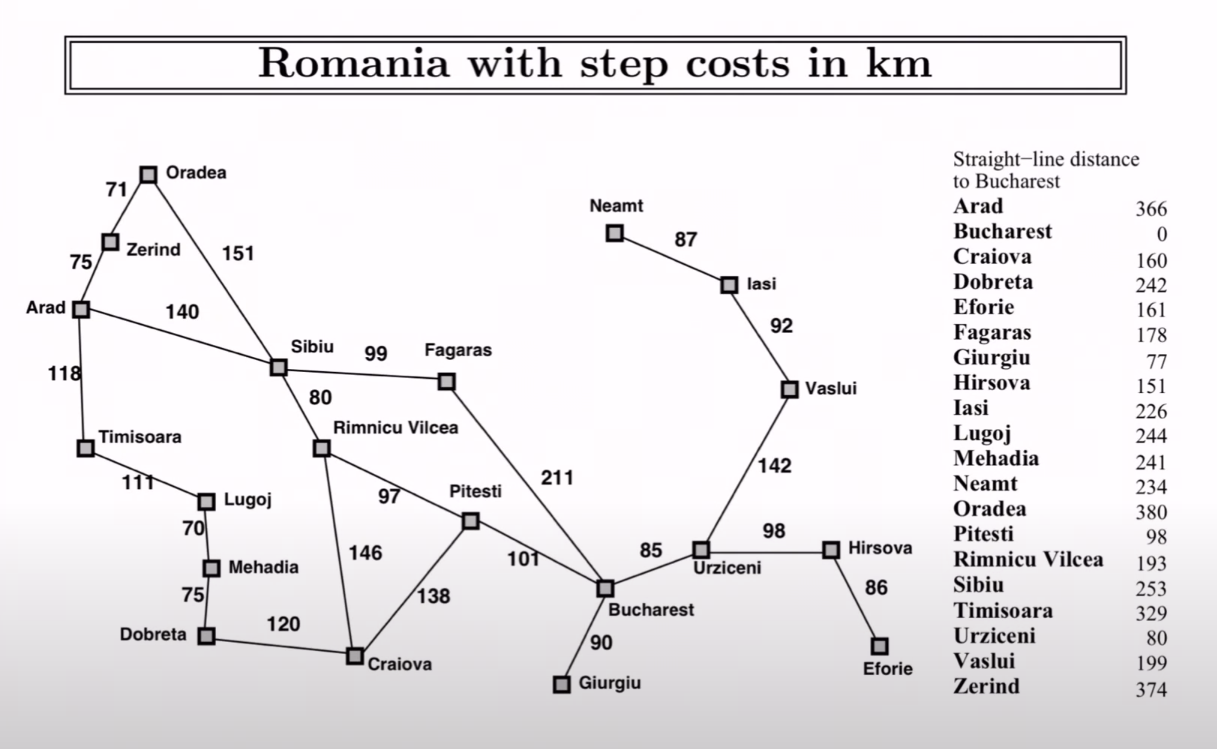 Romania with step costs in km
Oradea
71
Neamt
Zerind
87
151
75
Iasi
Arad
140
92
Sibiu
99
Fagaras
118
80
Vaslui
Timisoara
Rimnicu Vilcea
111
142
Lugoj
97
Pitesti
211
70
98
Hirsova
146
101
85
Mehadia
Urziceni
75
138
86
Dobreta
120
Bucharest
90
Craiova
Eforie
Giurgiu
Straight−line distance
to Bucharest
Arad 366
Bucharest 0
Craiova 160
Dobreta 242
Eforie 161
Fagaras 178
Giurgiu 77
Hirsova 151
Iasi 226
Lugoj 244
Mehadia 241
Neamt 234
Oradea 380
Pitesti 98
Rimnicu Vilcea 193
Sibiu 253
Timisoara 329
Urziceni 80
Vaslui 199
Zerind 374